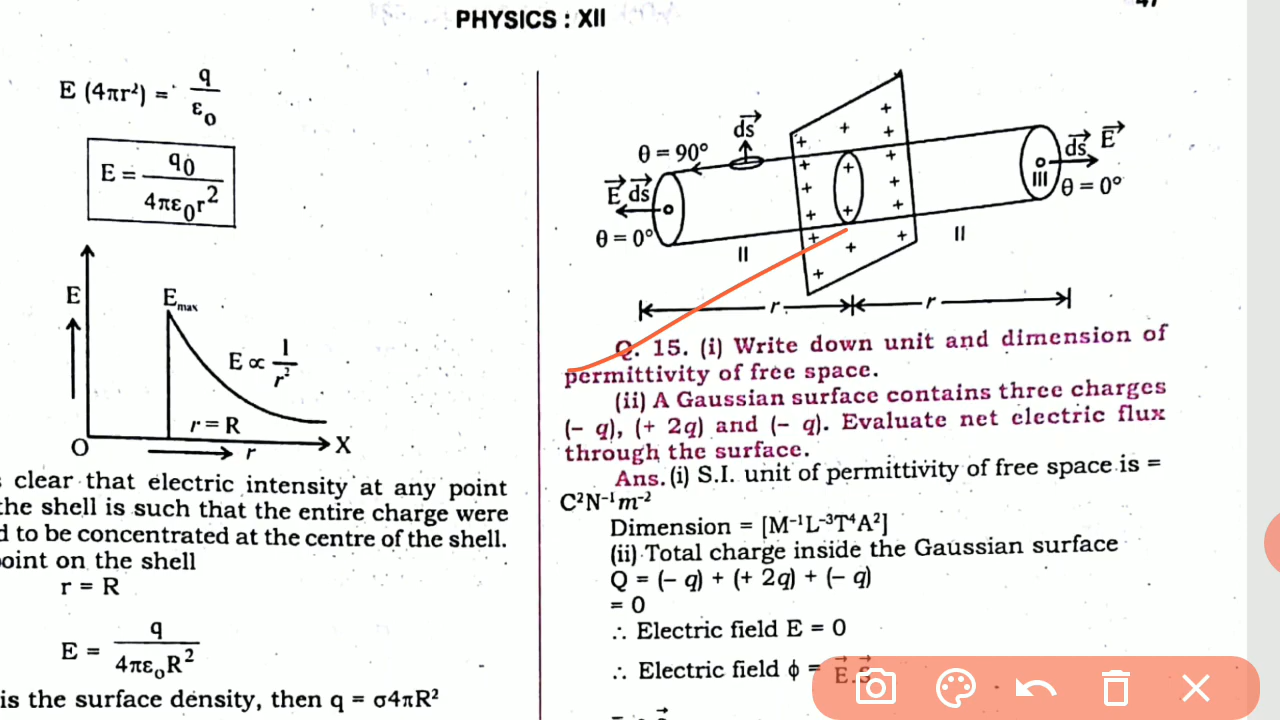 PHYSICS : XII
47
E (4πr²) = q/ε₀
E = q₀/4πε₀r²
E
Eₘₐₓ
E ∝ 1/r²
r = R
O
r
X
clear that electric intensity at any point
the shell is such that the entire charge were
d to be concentrated at the centre of the shell.
point on the shell
r = R
E = q/4πε₀R²
is the surface density, then q = σ4πR²
ds→
θ = 90°
E→ ds→
θ = 0°
II
ds→ E→
III
θ = 0°
II
r
r
Q. 15. (i) Write down unit and dimension of
permittivity of free space.
(ii) A Gaussian surface contains three charges
(– q), (+ 2q) and (– q). Evaluate net electric flux
through the surface.
Ans. (i) S.I. unit of permittivity of free space is =
C²N⁻¹m⁻²
Dimension = [M⁻¹L⁻³T⁴A²]
(ii) Total charge inside the Gaussian surface
Q = (– q) + (+ 2q) + (– q)
= 0
∴ Electric field E = 0
∴ Electric field ϕ = E→.S→